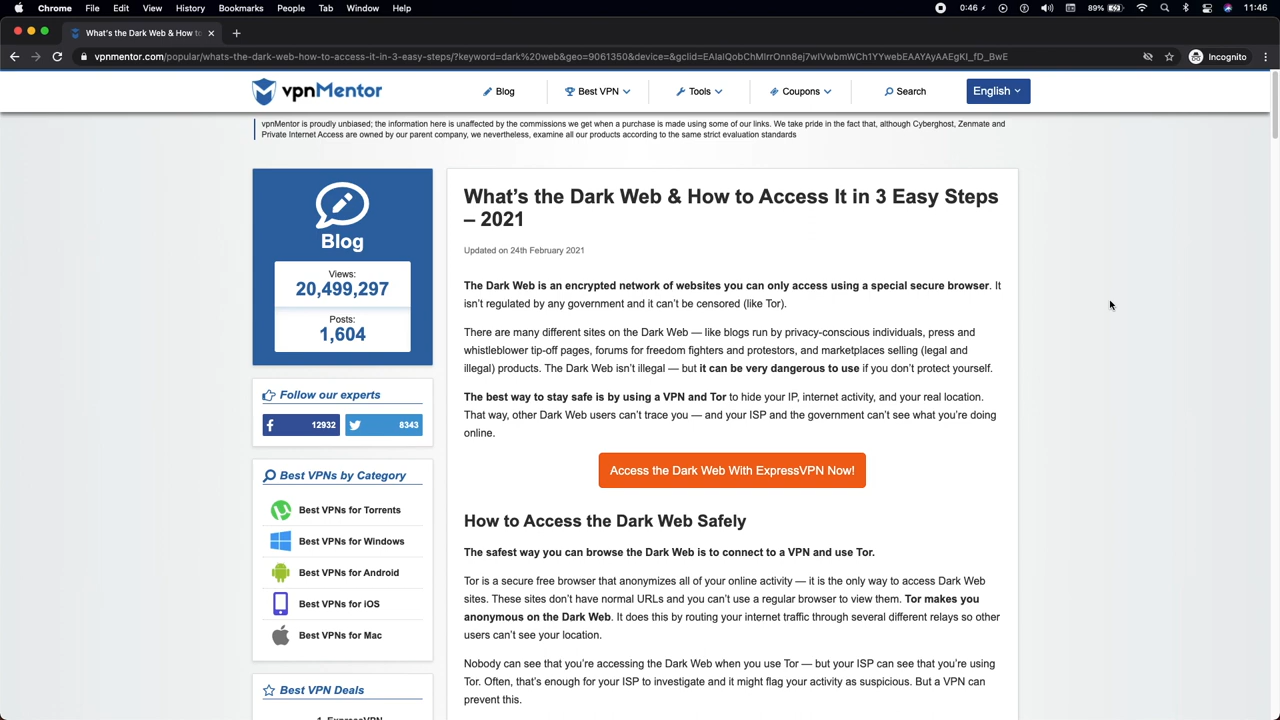 Chrome File Edit View History Bookmarks People Tab Window Help 0:46 89% 11:46
What's the Dark Web & How to
vpnmentor.com/popular/whats-the-dark-web-how-to-access-it-in-3-easy-steps/?keyword=dark%20web&geo=9061350&device=&gclid=EAIaIQobChMIrrOnn8ej7wIVwbmWCh1YYwebEAAYAyAAEgKI_fD_BwE Incognito
vpnMentor Blog Best VPN Tools Coupons Search English
vpnMentor is proudly unbiased; the information here is unaffected by the commissions we get when a purchase is made using some of our links. We take pride in the fact that, although Cyberghost, Zenmate and
Private Internet Access are owned by our parent company, we nevertheless, examine all our products according to the same strict evaluation standards
Blog
Views:
20,499,297
Posts:
1,604
Follow our experts
12932 8343
Best VPNs by Category
Best VPNs for Torrents
Best VPNs for Windows
Best VPNs for Android
Best VPNs for iOS
Best VPNs for Mac
Best VPN Deals
1. ExpressVPN
What's the Dark Web & How to Access It in 3 Easy Steps
– 2021
Updated on 24th February 2021
The Dark Web is an encrypted network of websites you can only access using a special secure browser. It
isn't regulated by any government and it can't be censored (like Tor).
There are many different sites on the Dark Web — like blogs run by privacy-conscious individuals, press and
whistleblower tip-off pages, forums for freedom fighters and protestors, and marketplaces selling (legal and
illegal) products. The Dark Web isn't illegal — but it can be very dangerous to use if you don't protect yourself.
The best way to stay safe is by using a VPN and Tor to hide your IP, internet activity, and your real location.
That way, other Dark Web users can't trace you — and your ISP and the government can't see what you're doing
online.
Access the Dark Web With ExpressVPN Now!
How to Access the Dark Web Safely
The safest way you can browse the Dark Web is to connect to a VPN and use Tor.
Tor is a secure free browser that anonymizes all of your online activity — it is the only way to access Dark Web
sites. These sites don't have normal URLs and you can't use a regular browser to view them. Tor makes you
anonymous on the Dark Web. It does this by routing your internet traffic through several different relays so other
users can't see your location.
Nobody can see that you're accessing the Dark Web when you use Tor — but your ISP can see that you're using
Tor. Often, that's enough for your ISP to investigate and it might flag your activity as suspicious. But a VPN can
prevent this.